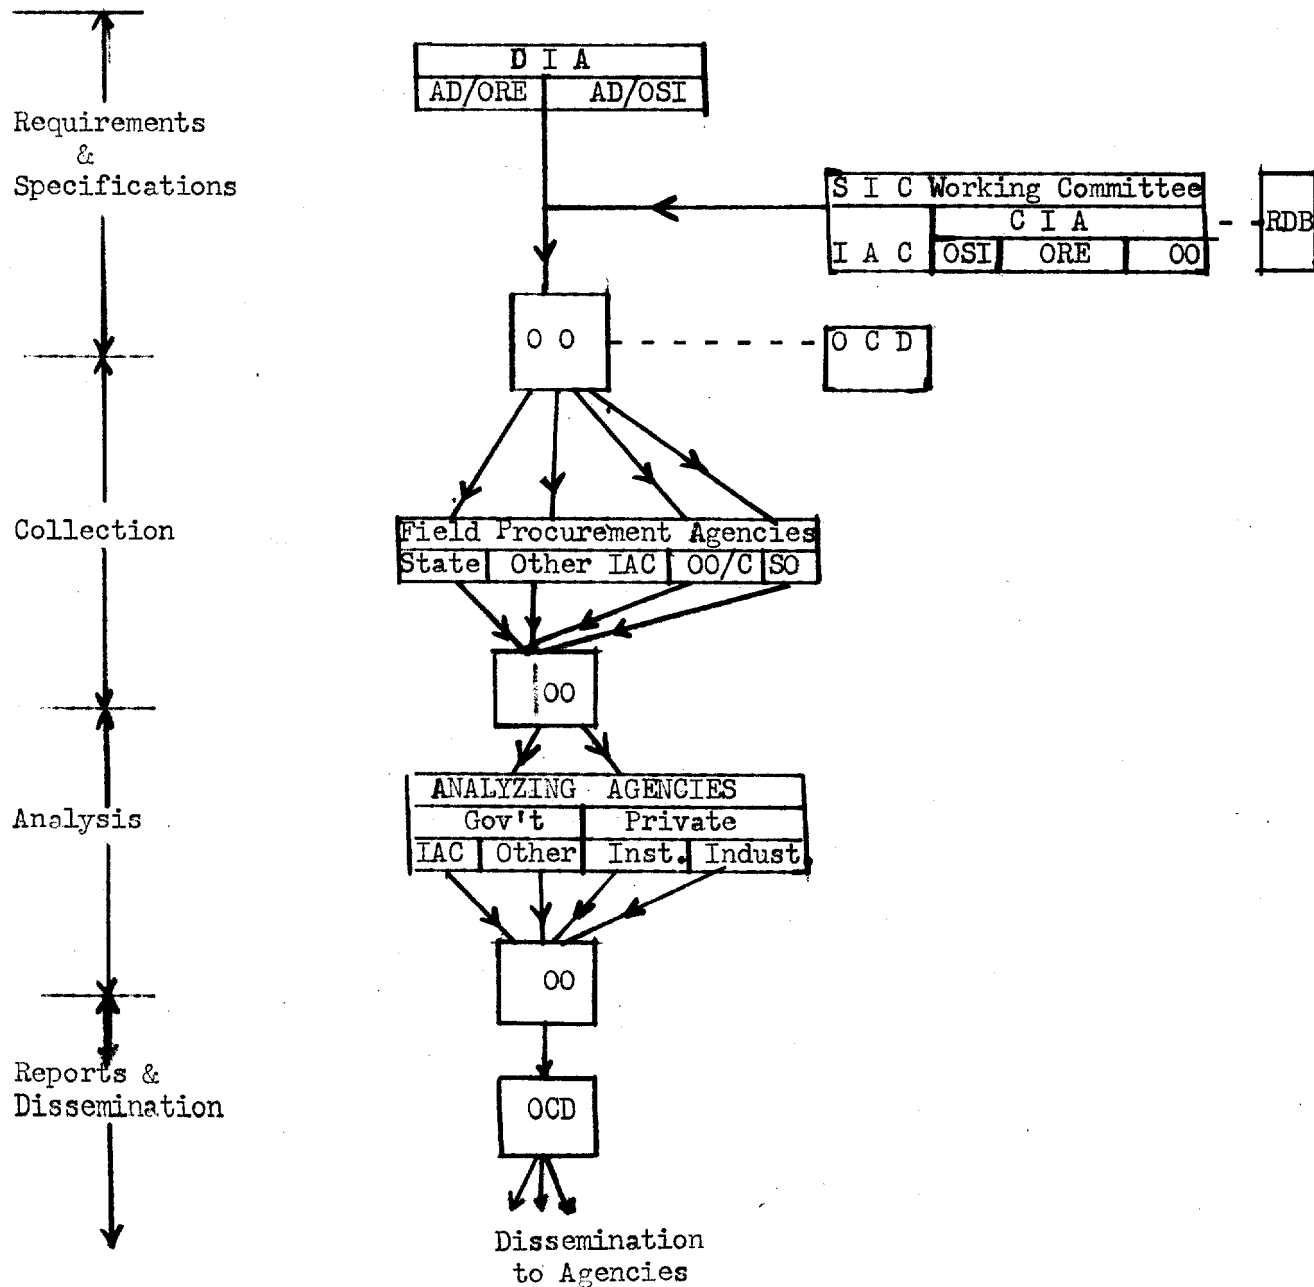 D I A
AD/ORE AD/OSI
Requirements
&
Specifications
S I C Working Committee
C I A
RDB
I A C OSI ORE OO
O O
O C D
Collection
Field Procurement Agencies
State Other IAC OO/C SO
OO
ANALYZING AGENCIES
Analysis
Gov't Private
IAC Other Inst. Indust.
OO
Reports &
Dissemination
OCD
Dissemination
to Agencies